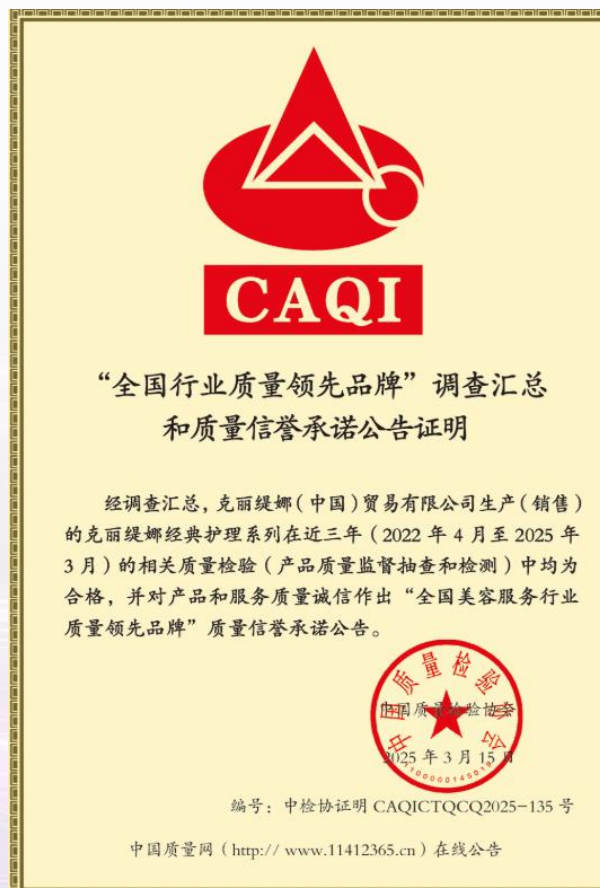 CAQI
“全国行业质量领先品牌”调查汇总
和质量信誉承诺公告证明
经调查汇总，克丽缇娜（中国）贸易有限公司生产（销售）
的克丽缇娜经典护理系列在近三年（2022 年 4 月至 2025 年
3 月）的相关质量检验（产品质量监督抽查和检测）中均为
合格，并对产品和服务质量诚信作出“全国美容服务行业
质量领先品牌”质量信誉承诺公告。
中国质量检验协会
中国质量检验协会
2025 年 3 月 15 日
编号：中检协证明 CAQICTQCQ2025-135 号
中国质量网（http:// www.11412365.cn）在线公告